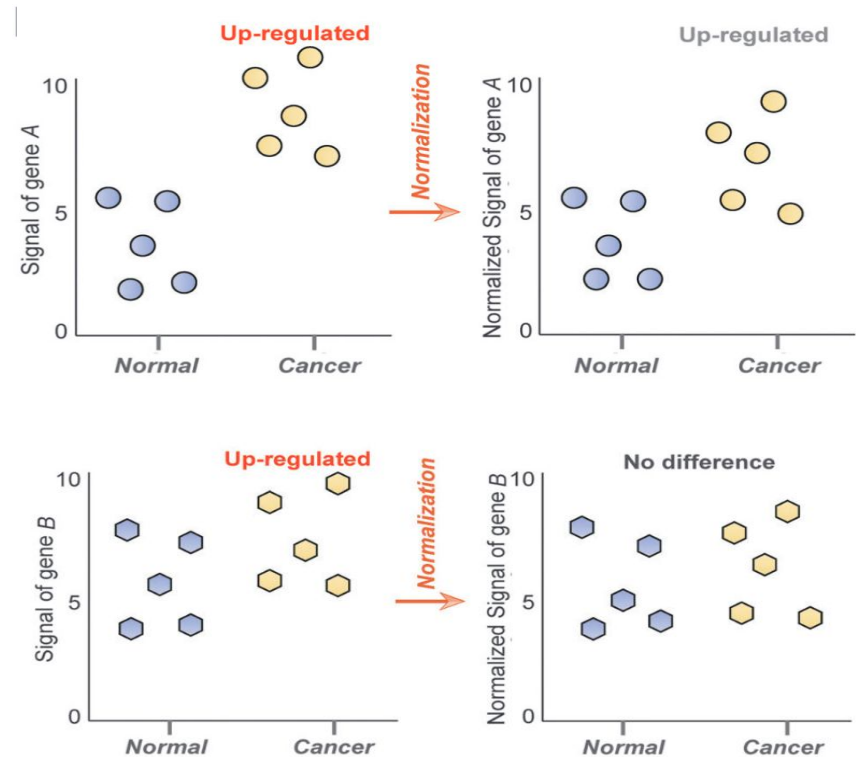 Up-regulated
Signal of gene A
10
5
0
Normal
Cancer
Normalization
Up-regulated
Normalized Signal of gene A
10
5
0
Normal
Cancer
Up-regulated
Signal of gene B
10
5
0
Normal
Cancer
Normalization
No difference
Normalized Signal of gene B
10
5
0
Normal
Cancer